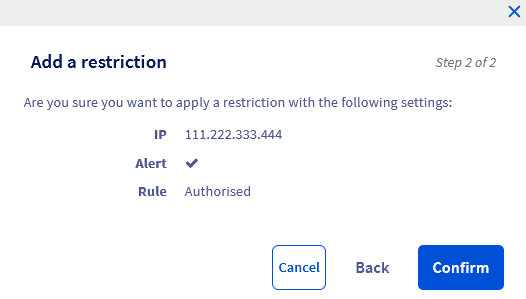 Add a restriction
Step 2 of 2
Are you sure you want to apply a restriction with the following settings:
IP 111.222.333.444
Alert ✔
Rule Authorised
Cancel Back Confirm